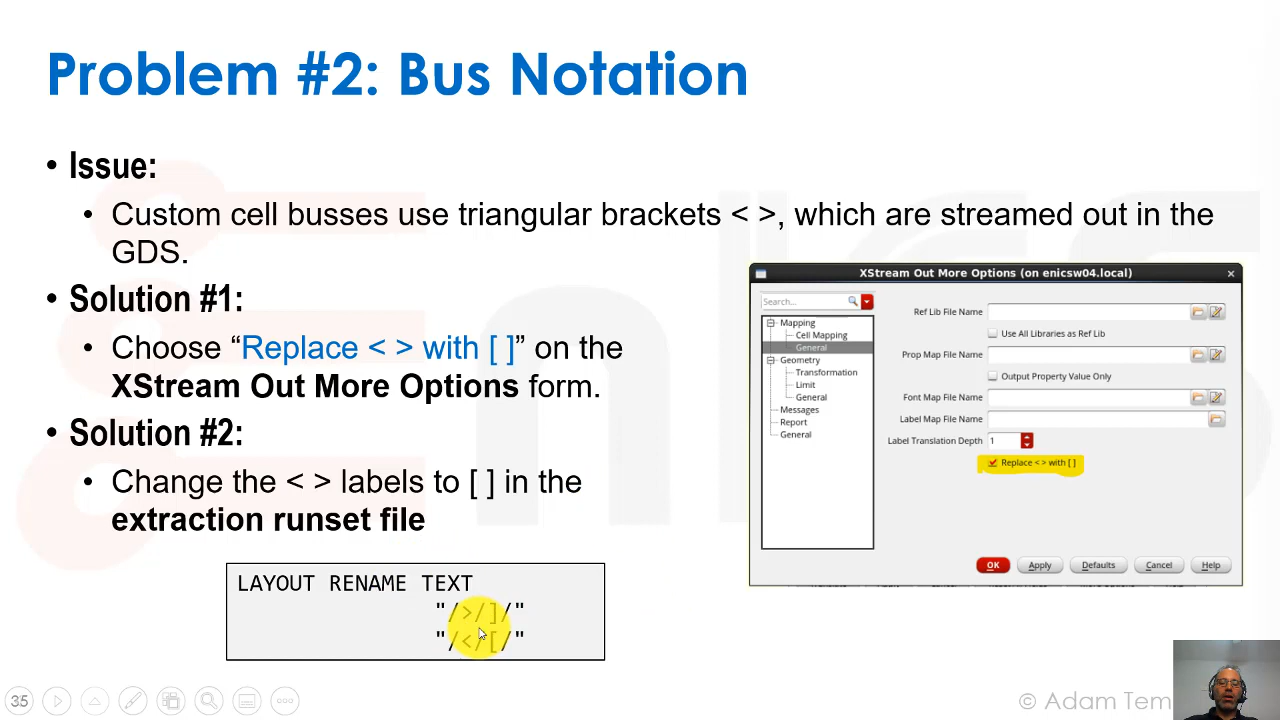 Problem #2: Bus Notation
• Issue:
• Custom cell busses use triangular brackets < >, which are streamed out in the
GDS.
• Solution #1:
• Choose “Replace < > with [ ]” on the
XStream Out More Options form.
• Solution #2:
• Change the < > labels to [ ] in the
extraction runset file
LAYOUT RENAME TEXT
"/>/]/"
"/</[/"
XStream Out More Options (on enicsw04.local)
Search...
Mapping
Cell Mapping
General
Geometry
Transformation
Limit
General
Messages
Report
General
Ref Lib File Name
Use All Libraries as Ref Lib
Prop Map File Name
Output Property Value Only
Font Map File Name
Label Map File Name
Label Translation Depth 1
Replace < > with [ ]
OK Apply Defaults Cancel Help
35
© Adam Tem